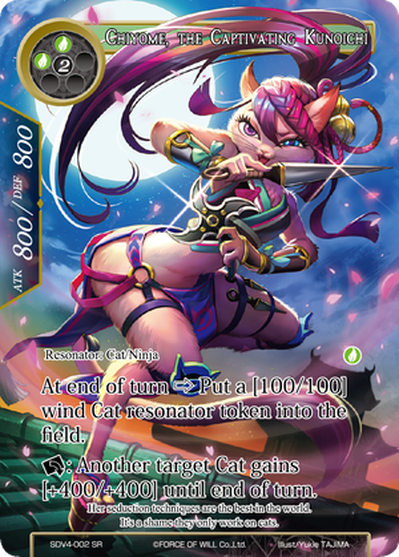 Chiyome, the Captivating Kunoichi
2
ATK 800 / DEF 800
Resonator: Cat/Ninja
At end of turn ⇨ Put a [100/100]
wind Cat resonator token into the
field.
: Another target Cat gains
[+400/+400] until end of turn.
Her seduction techniques are the best in the world.
It's a shame they only work on cats.
SDV4-002 SR ©FORCE OF WILL Co.,Ltd. Illust/Yukie TAJIMA